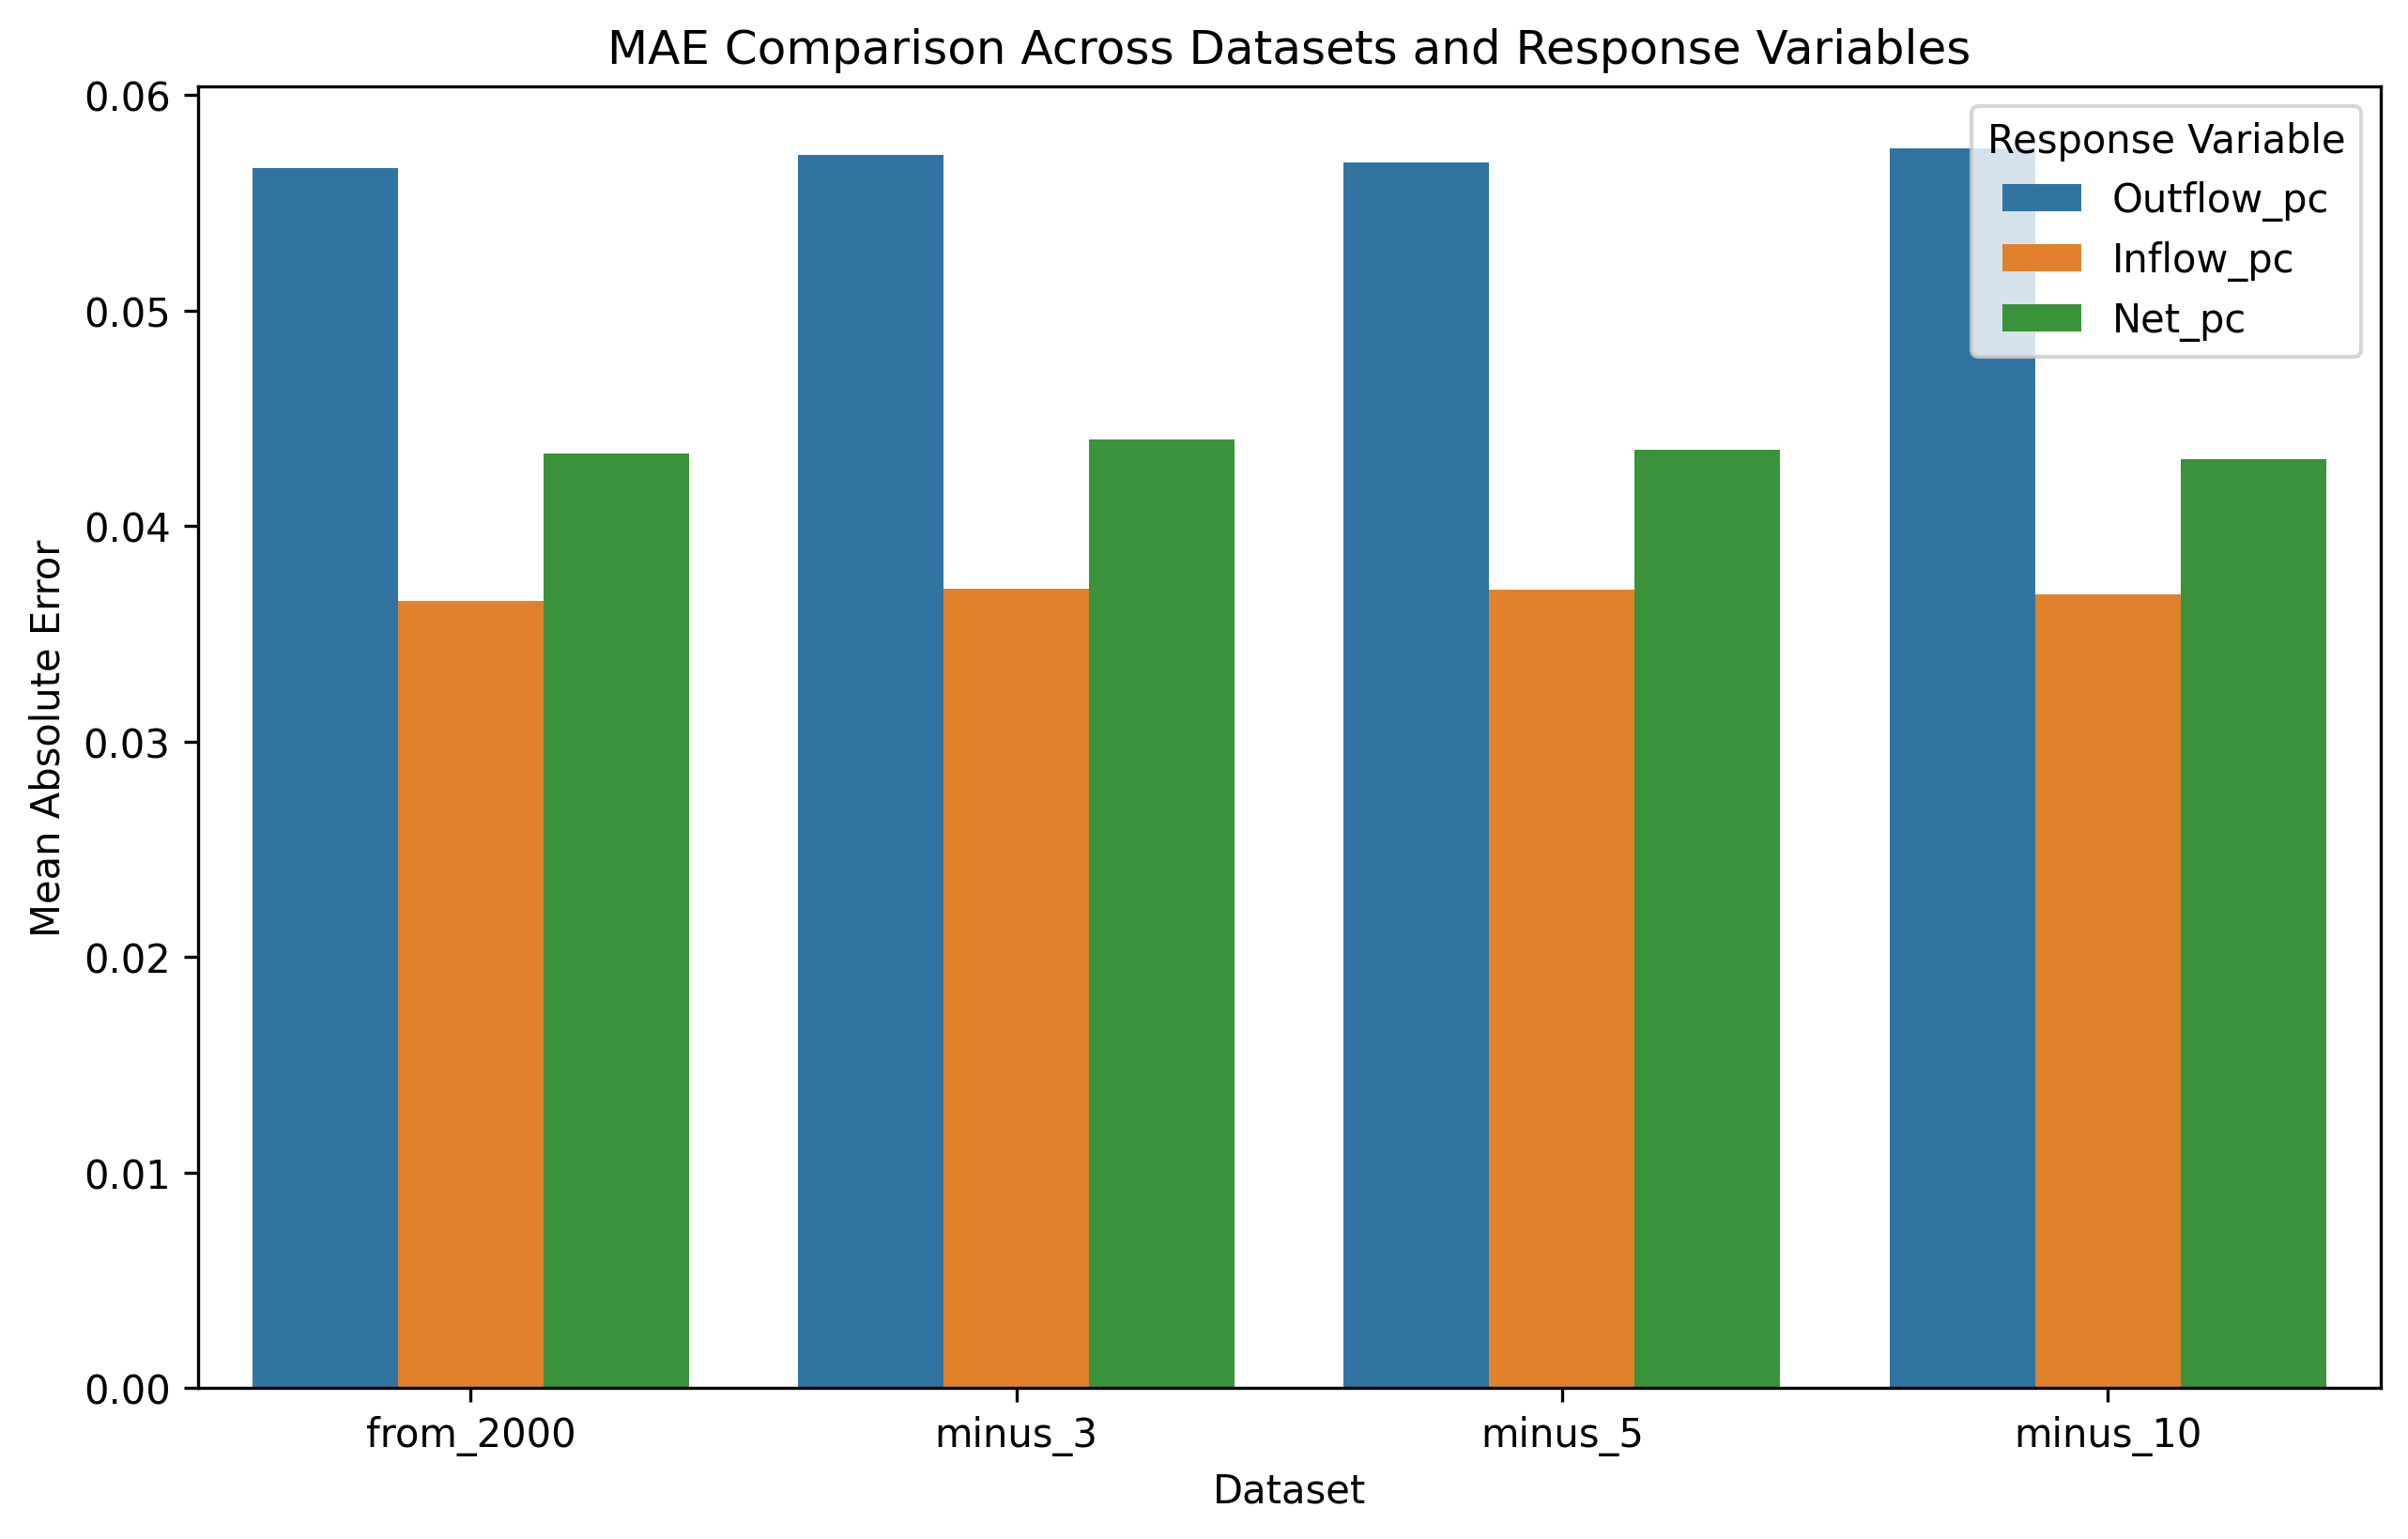 MAE Comparison Across Datasets and Response Variables
Mean Absolute Error
0.06
0.05
0.04
0.03
0.02
0.01
0.00
Response Variable
Outflow_pc
Inflow_pc
Net_pc
from_2000
minus_3
minus_5
minus_10
Dataset